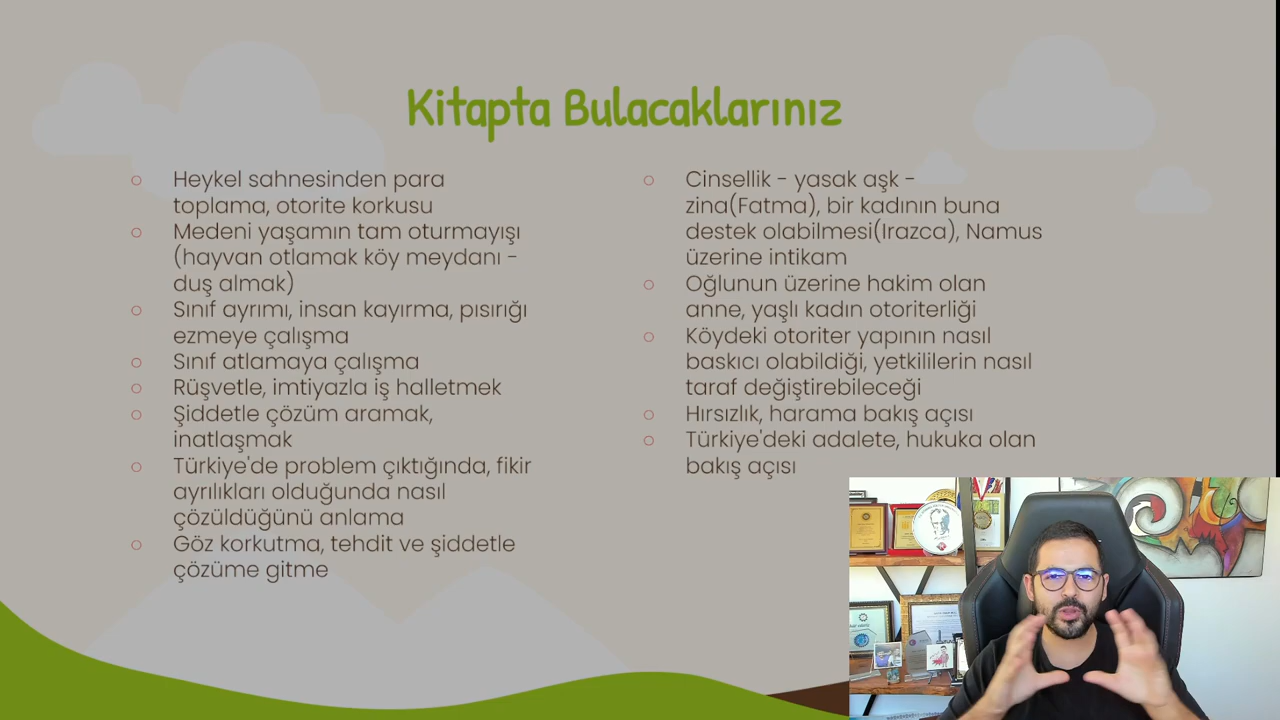 Kitapta Bulacaklarınız
Heykel sahnesinden para
toplama, otorite korkusu
Medeni yaşamın tam oturmayışı
(hayvan otlamak köy meydanı -
duş almak)
Sınıf ayrımı, insan kayırma, pısırığı
ezmeye çalışma
Sınıf atlamaya çalışma
Rüşvetle, imtiyazla iş halletmek
Şiddetle çözüm aramak,
inatlaşmak
Türkiye'de problem çıktığında, fikir
ayrılıkları olduğunda nasıl
çözüldüğünü anlama
Göz korkutma, tehdit ve şiddetle
çözüme gitme
Cinsellik - yasak aşk -
zina(Fatma), bir kadının buna
destek olabilmesi(Irazca), Namus
üzerine intikam
Oğlunun üzerine hakim olan
anne, yaşlı kadın otoriterliği
Köydeki otoriter yapının nasıl
baskıcı olabildiği, yetkililerin nasıl
taraf değiştirebileceği
Hırsızlık, harama bakış açısı
Türkiye'deki adalete, hukuka olan
bakış açısı